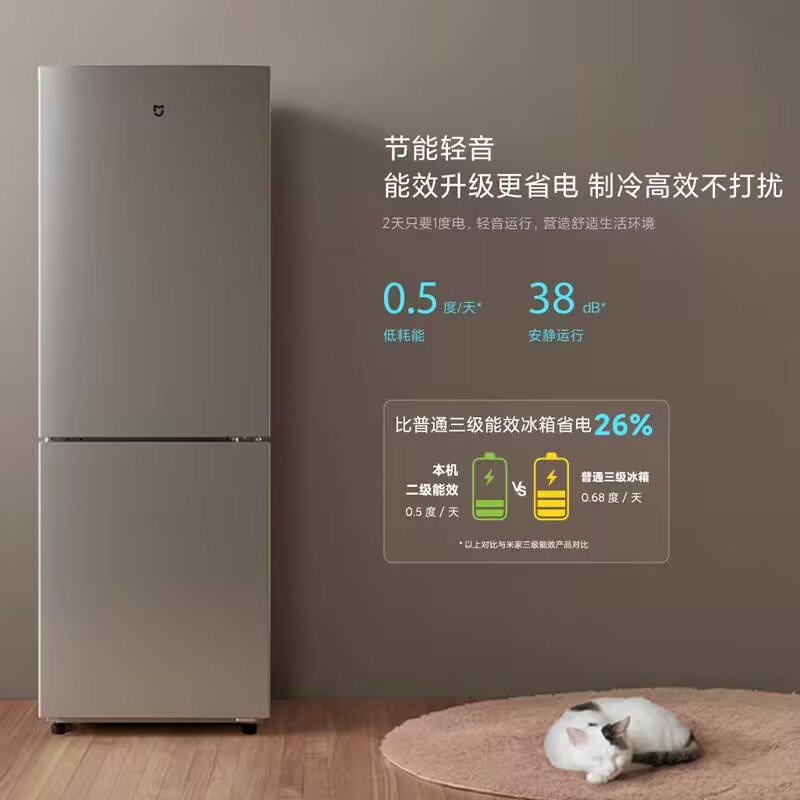 节能轻音
能效升级更省电 制冷高效不打扰
2天只要1度电，轻音运行，营造舒适生活环境
0.5 度/天*
低耗能
38 dB*
安静运行
比普通三级能效冰箱省电26%
本机
二级能效
0.5 度 / 天
VS
普通三级冰箱
0.68 度 / 天
*以上对比与米家三级能效产品对比